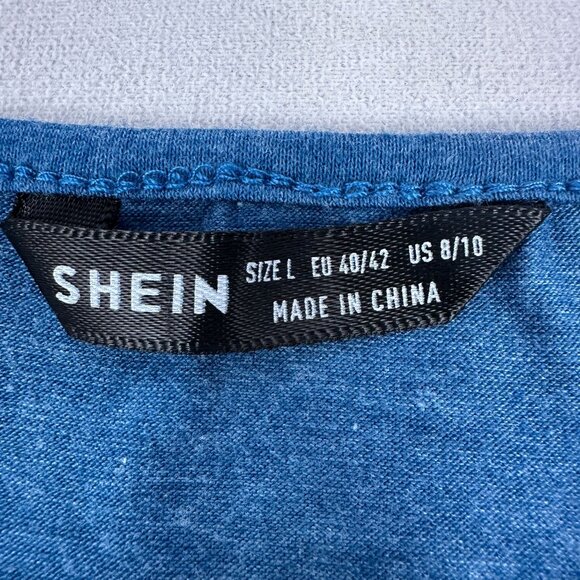 SHEIN
SIZE L EU 40/42 US 8/10
MADE IN CHINA